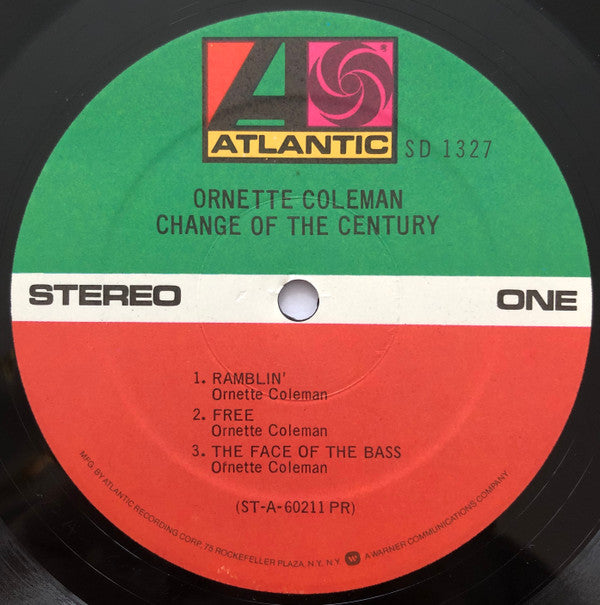 ATLANTIC
SD 1327
ORNETTE COLEMAN
CHANGE OF THE CENTURY
STEREO
ONE
1. RAMBLIN'
Ornette Coleman
2. FREE
Ornette Coleman
3. THE FACE OF THE BASS
Ornette Coleman
(ST-A-60211 PR)
MFG. BY ATLANTIC RECORDING CORP., 75 ROCKEFELLER PLAZA, N.Y., N.Y. A WARNER COMMUNICATIONS COMPANY